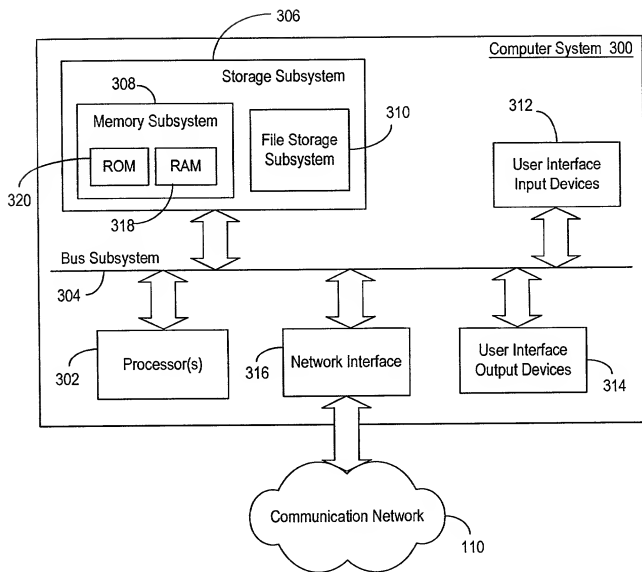 306
Computer System 300
Storage Subsystem
308
Memory Subsystem
310
312
File Storage
Subsystem
ROM
RAM
User Interface
Input Devices
320
318
Bus Subsystem
304
302
Processor(s)
316
Network Interface
User Interface
Output Devices
314
Communication Network
110